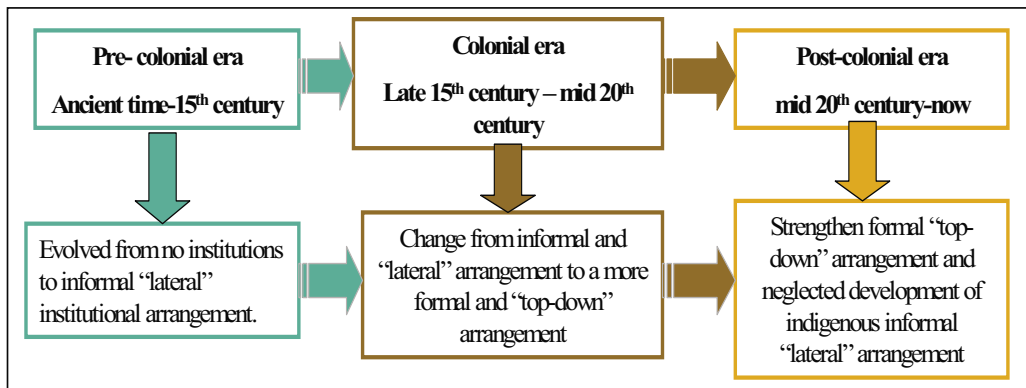 Pre- colonial era
Ancient time-15th century
Colonial era
Late 15th century – mid 20th
century
Post-colonial era
mid 20th century-now
Evolved from no institutions
to informal “lateral”
institutional arrangement.
Change from informal and
“lateral” arrangement to a more
formal and “top-down”
arrangement
Strengthen formal “top-
down” arrangement and
neglected development of
indigenous informal
“lateral” arrangement